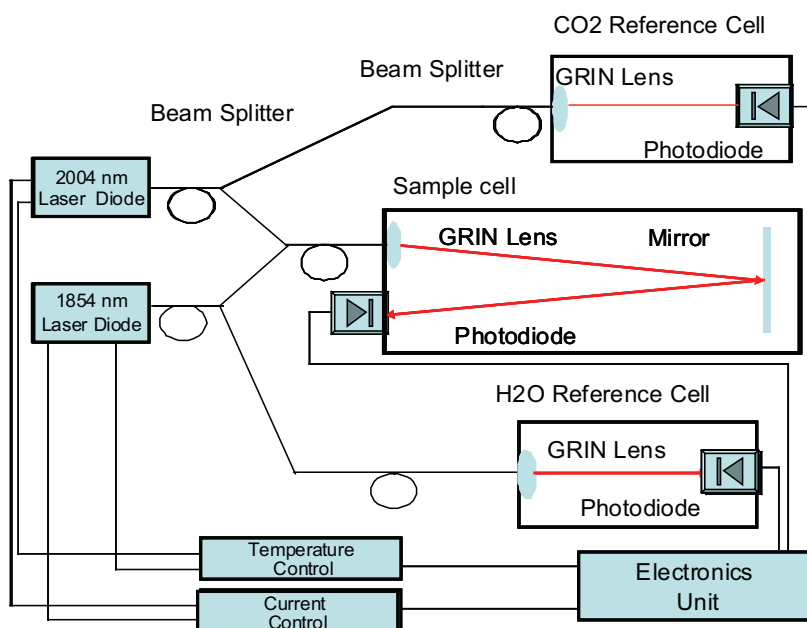 CO2 Reference Cell
Beam Splitter
GRIN Lens
Beam Splitter
Photodiode
2004 nm
Laser Diode
Sample cell
GRIN Lens
Mirror
1854 nm
Laser Diode
Photodiode
H2O Reference Cell
GRIN Lens
Photodiode
Temperature
Control
Electronics
Unit
Current
Control